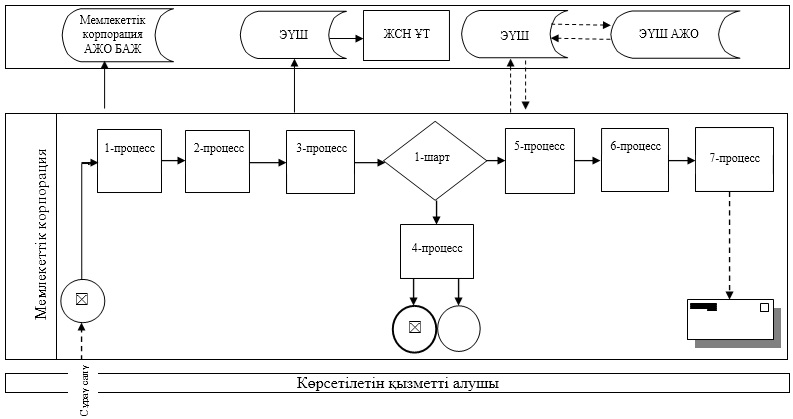 Мемлекеттік
корпорация
АЖО БАЖ
ЭҮШ
ЖСН ҰТ
ЭҮШ
ЭҮШ АЖО
Мемлекеттік корпорация
1-процесс
2-процесс
3-процесс
1-шарт
5-процесс
6-процесс
7-процесс
4-процесс
Сұрау салу
Көрсетілетін қызметті алушы